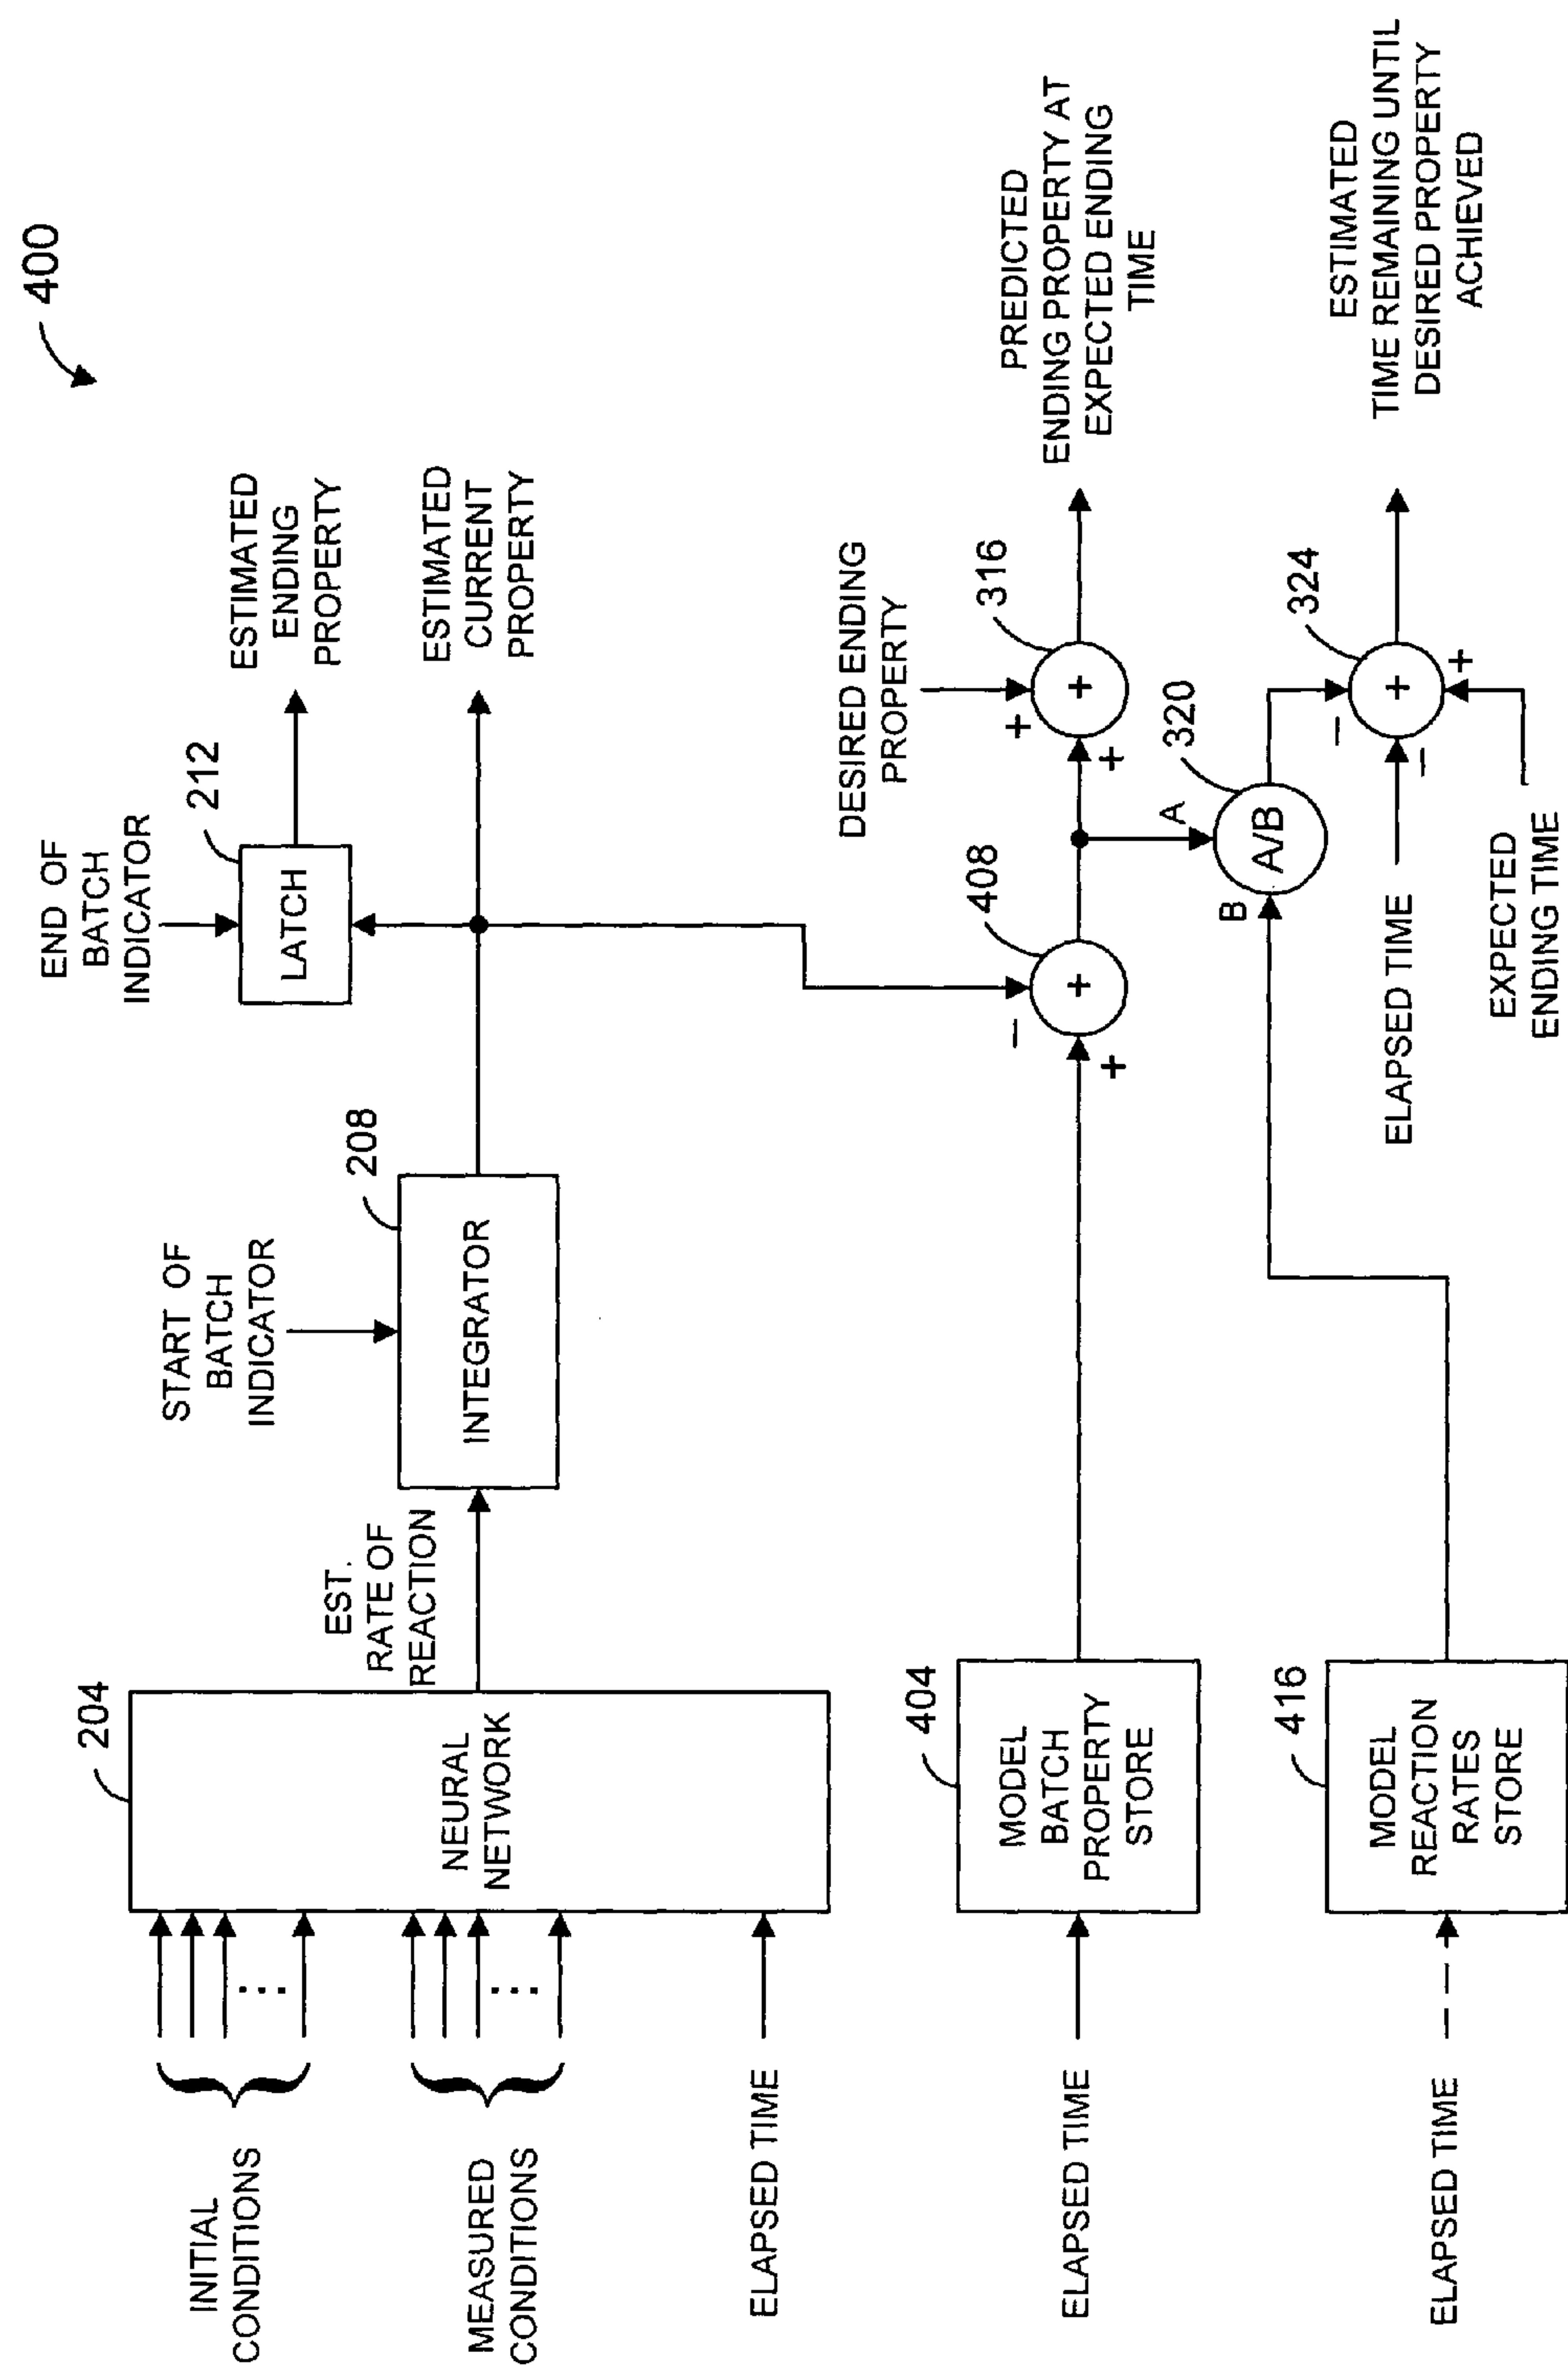 400
INITIAL
CONDITIONS
MEASURED
CONDITIONS
ELAPSED TIME
204
NEURAL
NETWORK
EST.
RATE OF
REACTION
START OF
BATCH
INDICATOR
208
INTEGRATOR
END OF
BATCH
INDICATOR
212
LATCH
ESTIMATED
ENDING
PROPERTY
ESTIMATED
CURRENT
PROPERTY
ELAPSED TIME
404
MODEL
BATCH
PROPERTY
STORE
−
+
408
+
DESIRED ENDING
PROPERTY
+
+
316
+
PREDICTED
ENDING PROPERTY AT
EXPECTED ENDING
TIME
ELAPSED TIME
416
MODEL
REACTION
RATES
STORE
B
A
320
A/B
ELAPSED TIME
EXPECTED
ENDING TIME
−
−
+
324
+
ESTIMATED
TIME REMAINING UNTIL
DESIRED PROPERTY
ACHIEVED